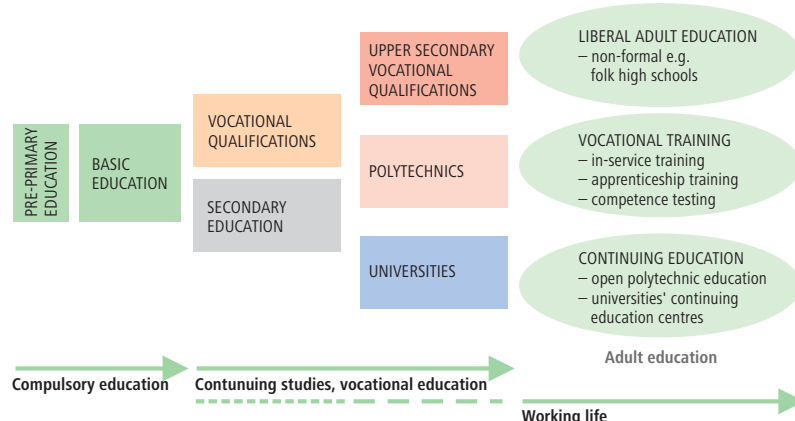 PRE-PRIMARY
EDUCATION
BASIC
EDUCATION
VOCATIONAL
QUALIFICATIONS
SECONDARY
EDUCATION
UPPER SECONDARY
VOCATIONAL
QUALIFICATIONS
POLYTECHNICS
UNIVERSITIES
LIBERAL ADULT EDUCATION
– non-formal e.g.
folk high schools
VOCATIONAL TRAINING
– in-service training
– apprenticeship training
– competence testing
CONTINUING EDUCATION
– open polytechnic education
– universities' continuing
education centres
Adult education
Compulsory education
Contunuing studies, vocational education
Working life